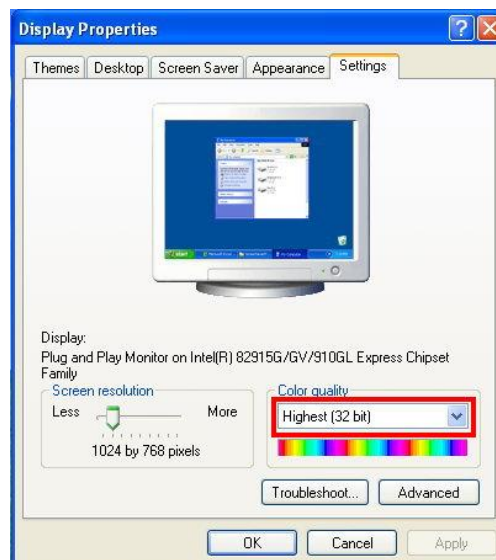 Display Properties
Themes Desktop Screen Saver Appearance Settings
Display:
Plug and Play Monitor on Intel(R) 82915G/GV/910GL Express Chipset
Family
Screen resolution
Less More
1024 by 768 pixels
Color quality
Highest (32 bit)
Troubleshoot... Advanced
OK Cancel Apply